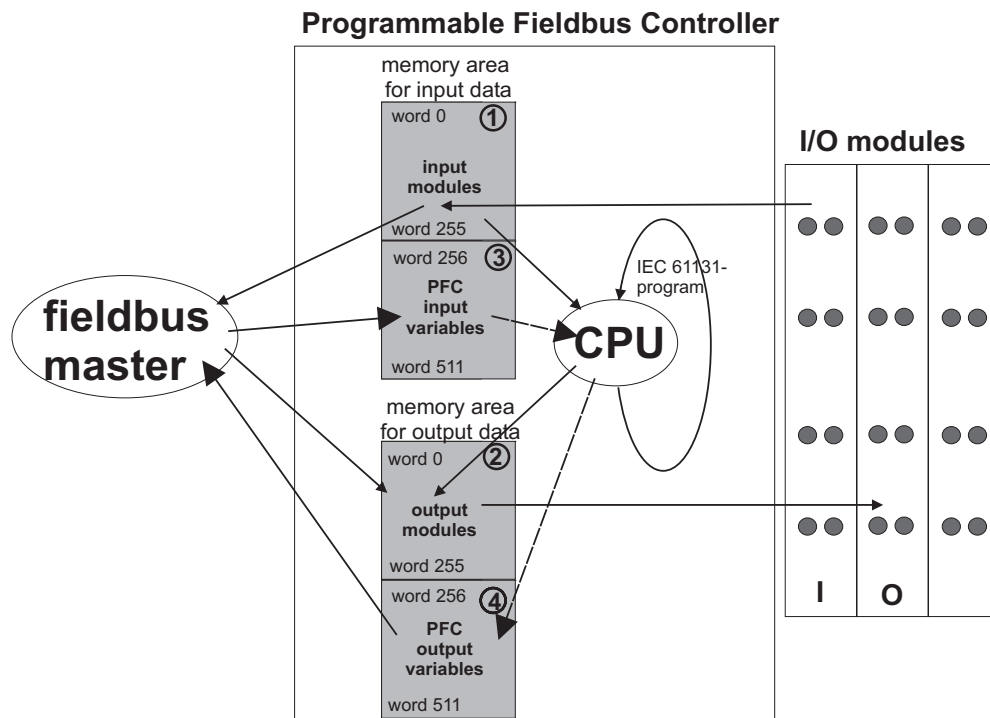 Programmable Fieldbus Controller
memory area
for input data
word 0
1
input
modules
word 255
word 256
3
PFC
input
variables
word 511
memory area
for output data
word 0
2
output
modules
word 255
word 256
4
PFC
output
variables
word 511
fieldbus
master
IEC 61131-
program
CPU
I/O modules
I
O